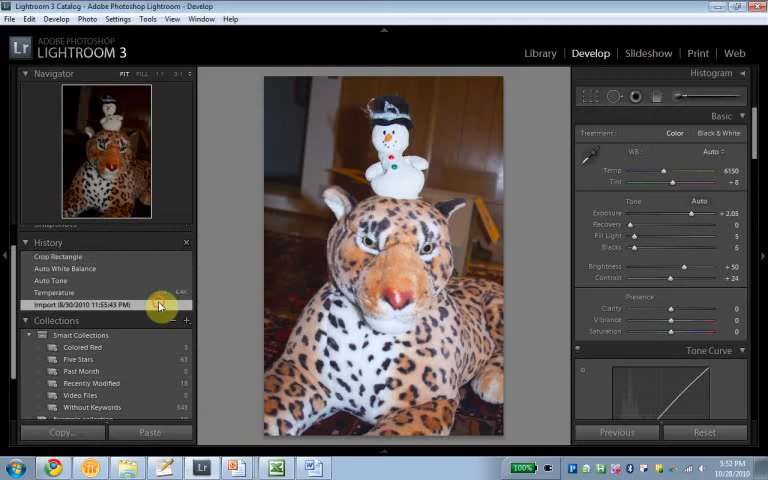 Lightroom 3 Catalog - Adobe Photoshop Lightroom - Develop
File Edit Develop Photo Settings Tools View Window Help
Lr ADOBE PHOTOSHOP
LIGHTROOM 3
Library | Develop | Slideshow | Print | Web
Navigator FIT FILL 1:1 3:1
Histogram
Basic
Treatment: Color Black & White
WB: Auto
Temp 6150
Tint + 8
Tone Auto
Exposure + 2.05
Recovery 0
Fill Light 5
Blacks 5
Brightness + 50
Contrast + 24
Presence
Clarity 0
Vibrance 0
Saturation 0
Tone Curve
Snapshots
History
Crop Rectangle
Auto White Balance
Auto Tone
Temperature 6.4K
Import (8/30/2010 11:55:43 PM)
Collections
Smart Collections
Colored Red 3
Five Stars 63
Past Month 0
Recently Modified 18
Video Files 0
Without Keywords 543
Copy... Paste
Previous Reset
Lr
100%
5:52 PM
10/28/2010